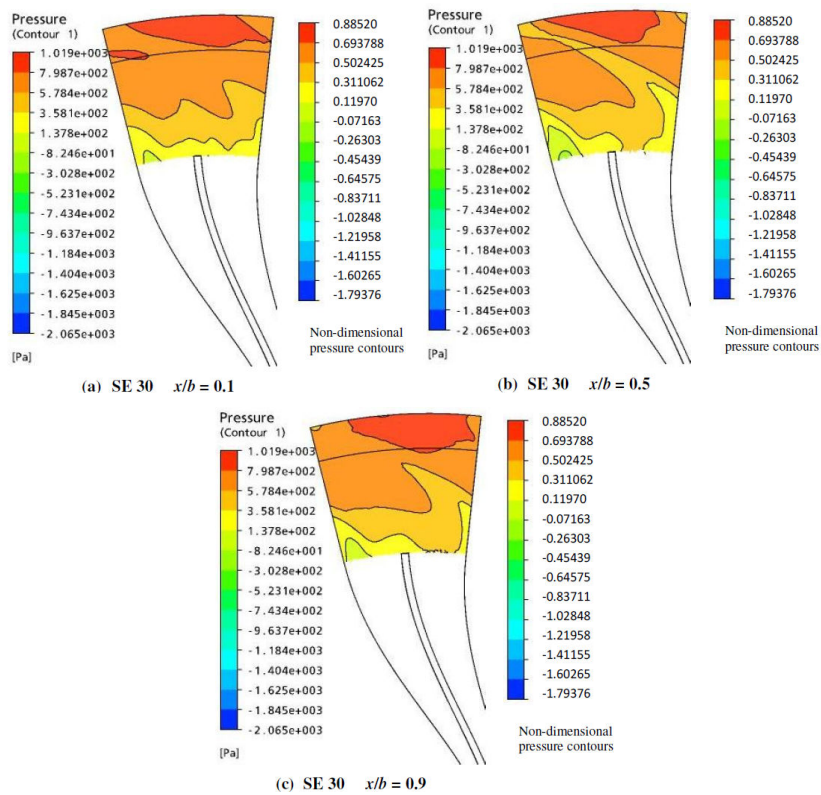 Pressure
(Contour 1)
1.019e+003
7.987e+002
5.784e+002
3.581e+002
1.378e+002
-8.246e+001
-3.028e+002
-5.231e+002
-7.434e+002
-9.637e+002
-1.184e+003
-1.404e+003
-1.625e+003
-1.845e+003
-2.065e+003
[Pa]
0.88520
0.693788
0.502425
0.311062
0.11970
-0.07163
-0.26303
-0.45439
-0.64575
-0.83711
-1.02848
-1.21958
-1.41155
-1.60265
-1.79376
Non-dimensional
pressure contours
(a) SE 30 x/b = 0.1
Pressure
(Contour 1)
1.019e+003
7.987e+002
5.784e+002
3.581e+002
1.378e+002
-8.246e+001
-3.028e+002
-5.231e+002
-7.434e+002
-9.637e+002
-1.184e+003
-1.404e+003
-1.625e+003
-1.845e+003
-2.065e+003
[Pa]
0.88520
0.693788
0.502425
0.311062
0.11970
-0.07163
-0.26303
-0.45439
-0.64575
-0.83711
-1.02848
-1.21958
-1.41155
-1.60265
-1.79376
Non-dimensional
pressure contours
(b) SE 30 x/b = 0.5
Pressure
(Contour 1)
1.019e+003
7.987e+002
5.784e+002
3.581e+002
1.378e+002
-8.246e+001
-3.028e+002
-5.231e+002
-7.434e+002
-9.637e+002
-1.184e+003
-1.404e+003
-1.625e+003
-1.845e+003
-2.065e+003
[Pa]
0.88520
0.693788
0.502425
0.311062
0.11970
-0.07163
-0.26303
-0.45439
-0.64575
-0.83711
-1.02848
-1.21958
-1.41155
-1.60265
-1.79376
Non-dimensional
pressure contours
(c) SE 30 x/b = 0.9